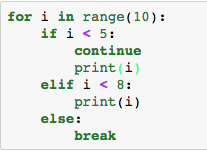 for i in range(10):
    if i < 5:
        continue
        print(i)
    elif i < 8:
        print(i)
    else:
        break